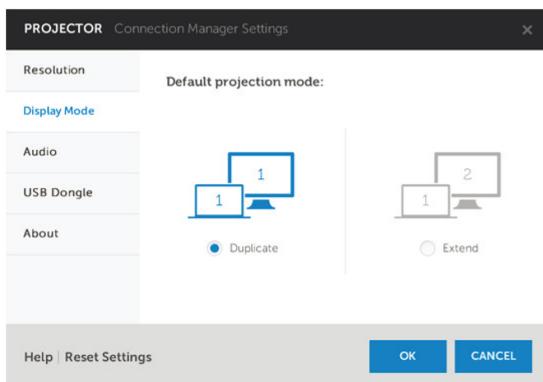 PROJECTOR Connection Manager Settings
Resolution
Default projection mode:
Display Mode
Audio
USB Dongle
About
1
1
Duplicate
2
1
Extend
Help | Reset Settings
OK
CANCEL